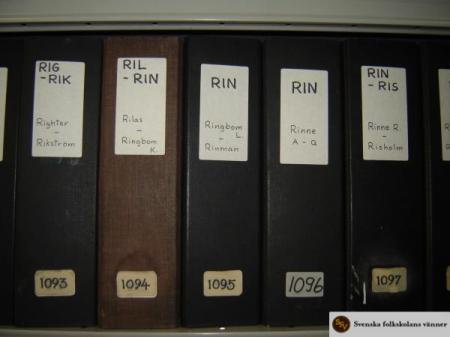 RIG
-RIK
Righter
-
Rikström
1093
RIL
-RIN
Rilas
-
Ringbom
K.
1094
RIN
Ringbom
L.
-
Rinman
1095
RIN
Rinne
A-Q
1096
RIN
-RIS
Rinne R.
-
Risholm
1097
Svenska folkskolans vänner